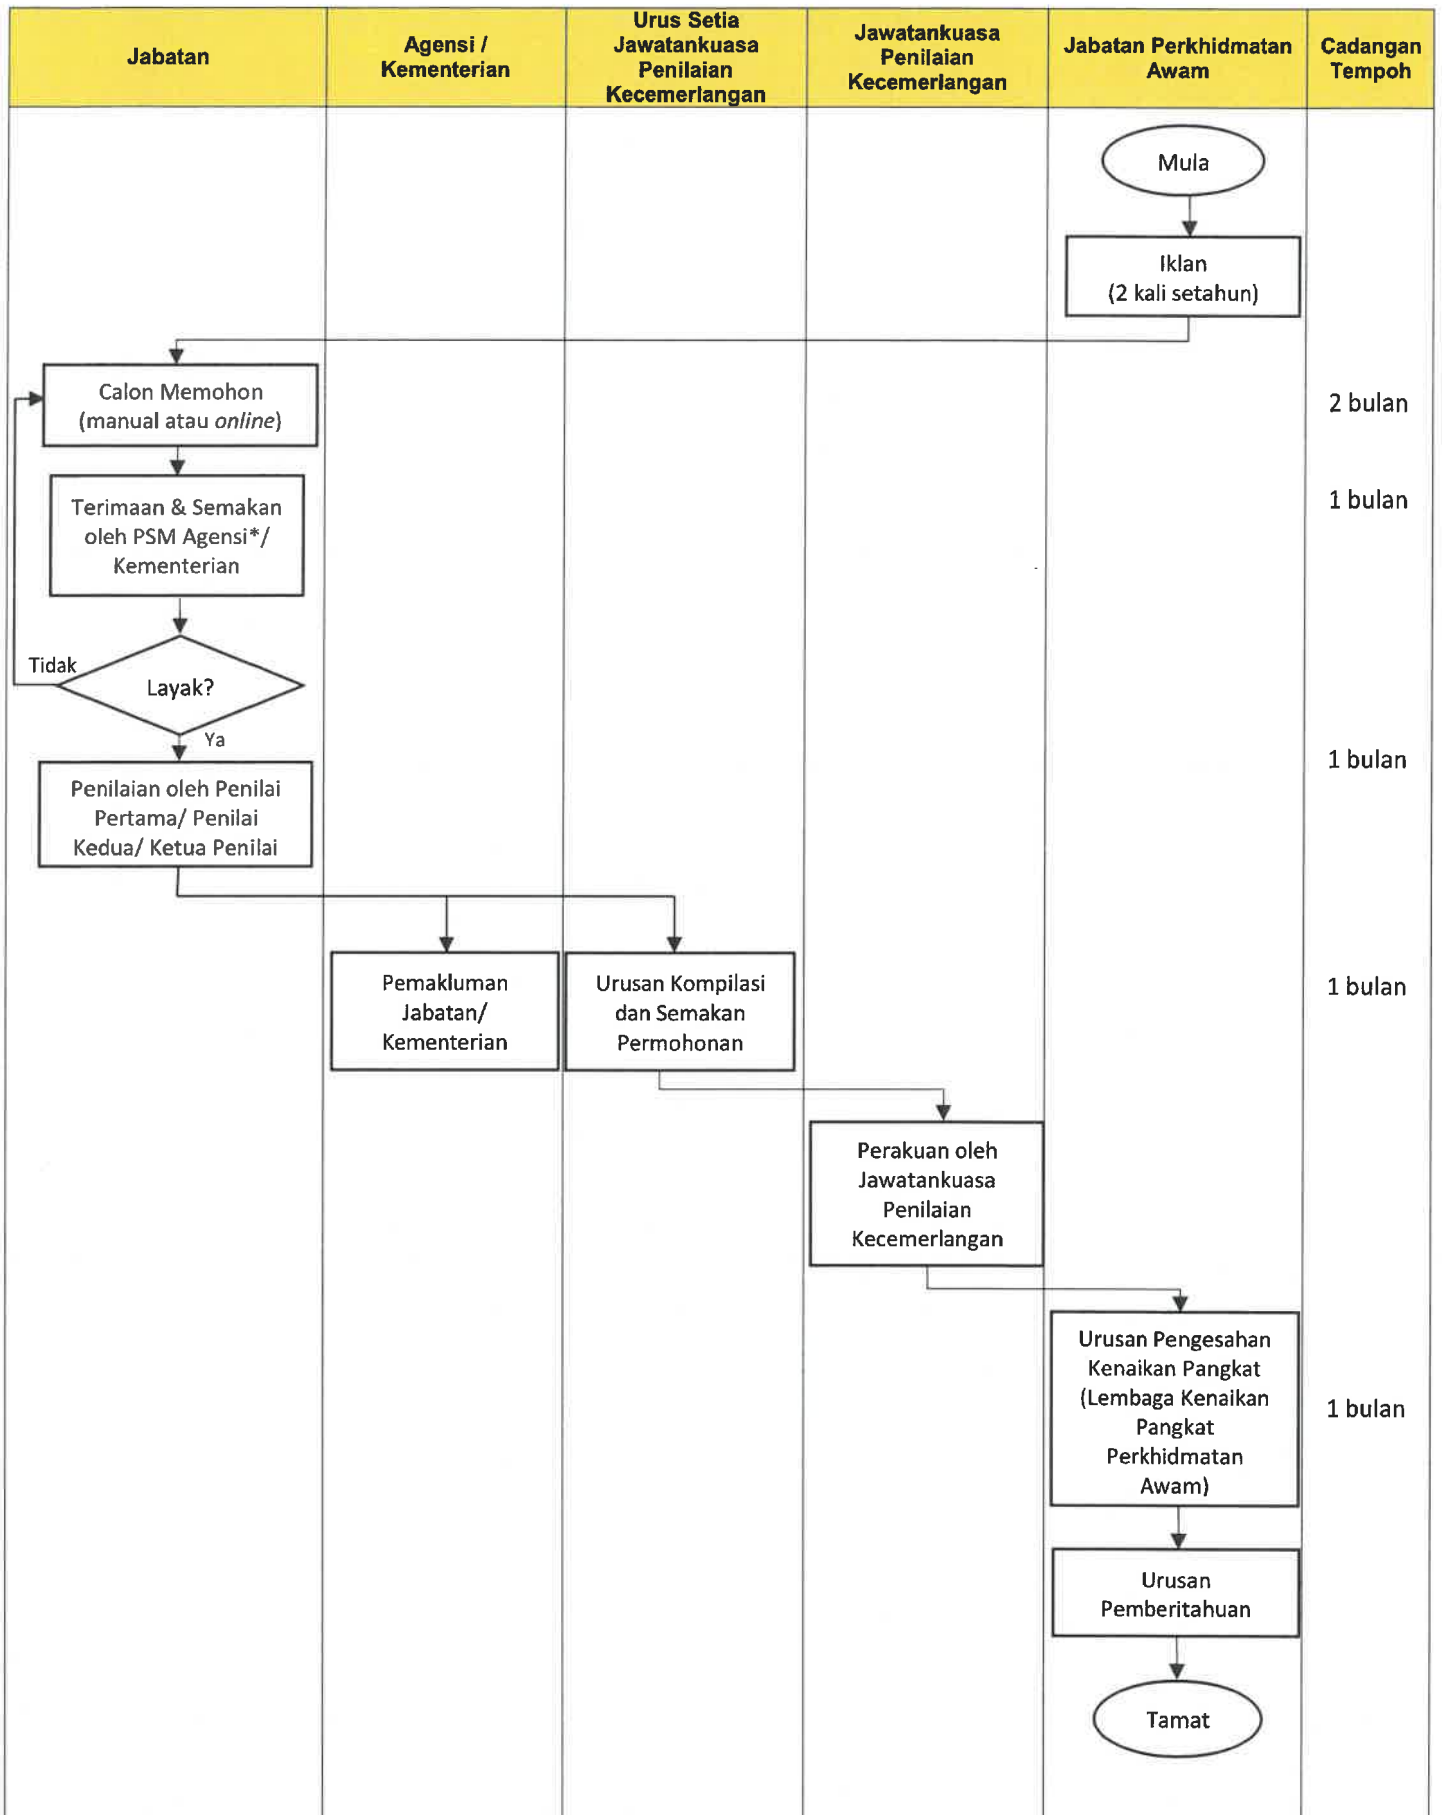 Jabatan
Agensi /
Kementerian
Urus Setia
Jawatankuasa
Penilaian
Kecemerlangan
Jawatankuasa
Penilaian
Kecemerlangan
Jabatan Perkhidmatan
Awam
Cadangan
Tempoh
Mula
Iklan
(2 kali setahun)
Calon Memohon
(manual atau online)
2 bulan
Terimaan & Semakan
oleh PSM Agensi*/
Kementerian
1 bulan
Tidak
Layak?
Ya
Penilaian oleh Penilai
Pertama/ Penilai
Kedua/ Ketua Penilai
1 bulan
Pemakluman
Jabatan/
Kementerian
Urusan Kompilasi
dan Semakan
Permohonan
1 bulan
Perakuan oleh
Jawatankuasa
Penilaian
Kecemerlangan
Urusan Pengesahan
Kenaikan Pangkat
(Lembaga Kenaikan
Pangkat
Perkhidmatan
Awam)
1 bulan
Urusan
Pemberitahuan
Tamat